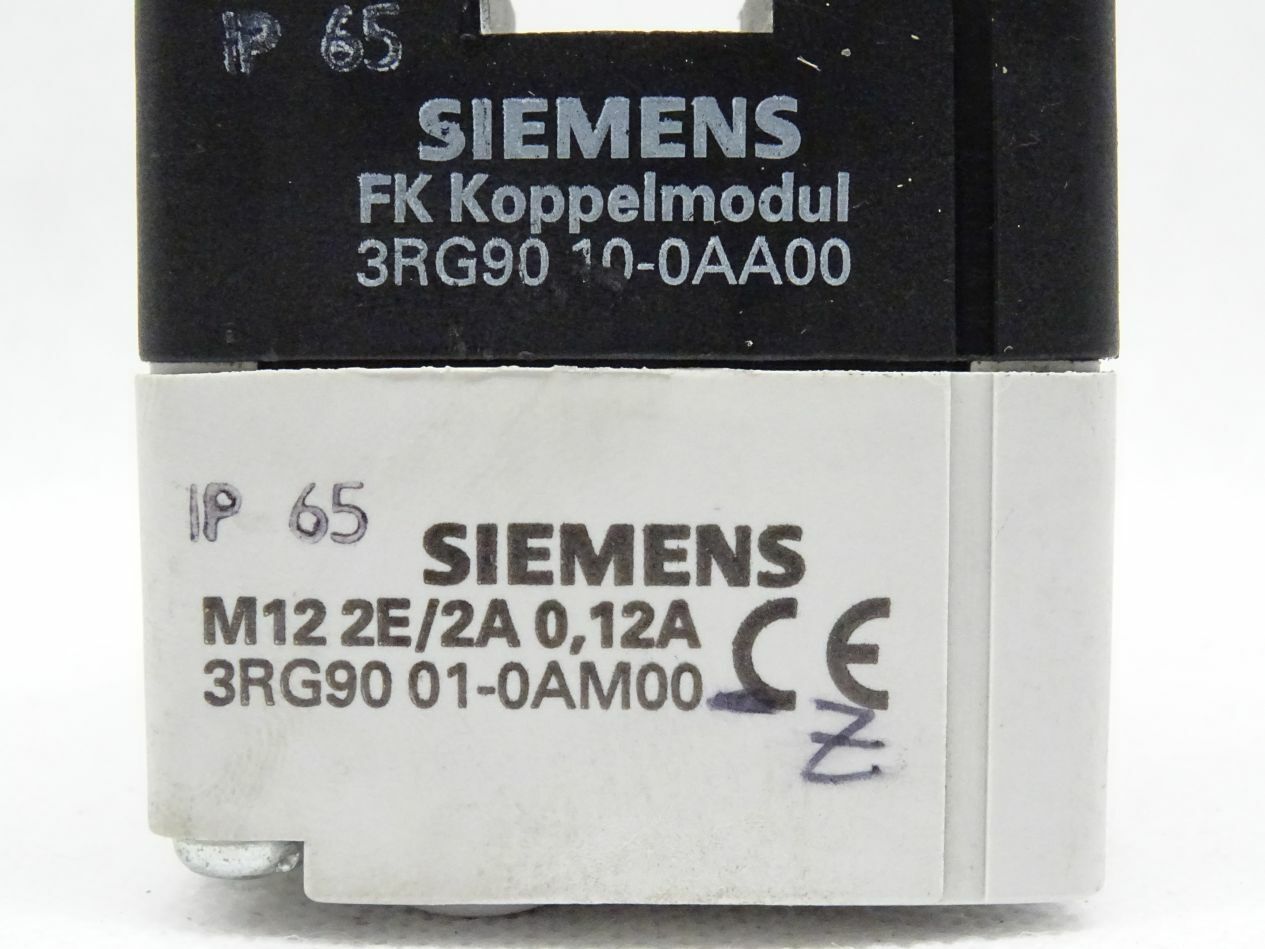 IP 65
SIEMENS
FK Koppelmodul
3RG90 10-0AA00
IP 65
SIEMENS
M12 2E/2A 0,12A CE
3RG90 01-0AM00
Z